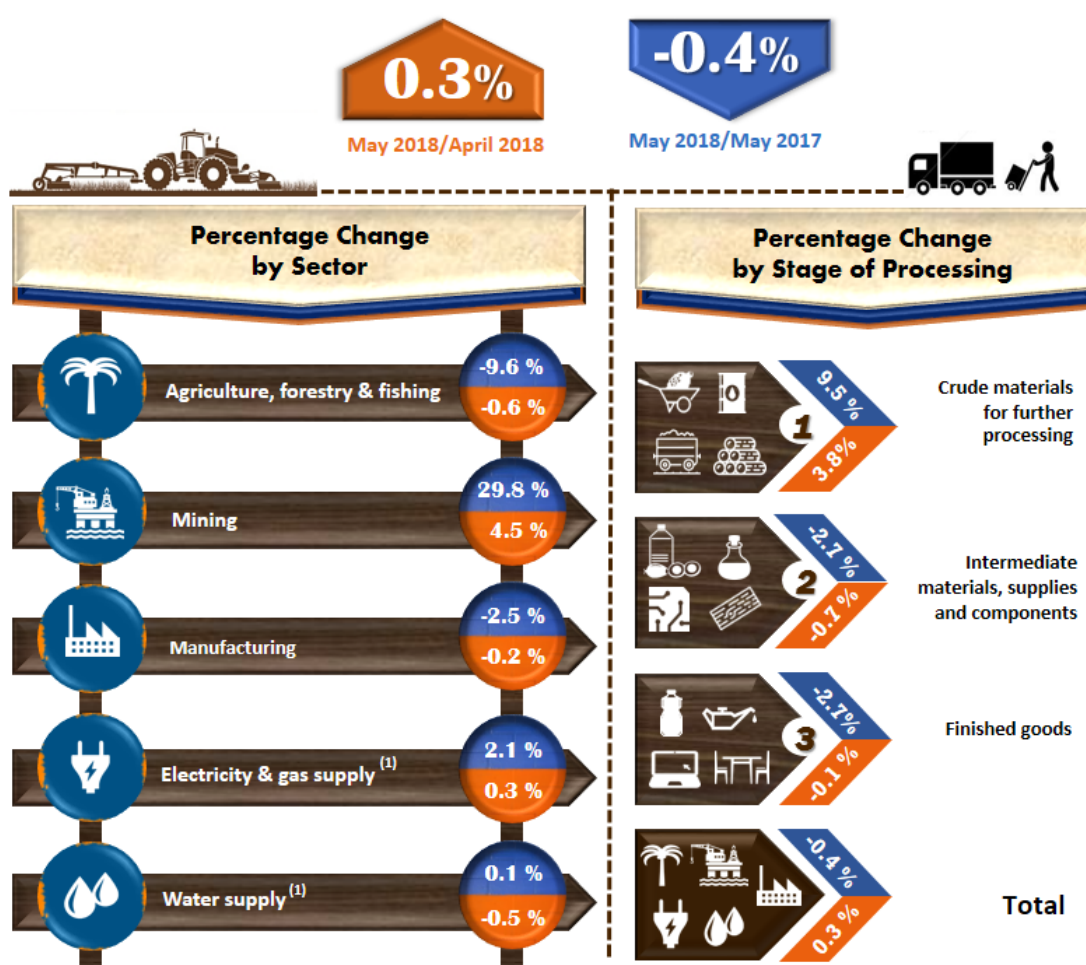 0.3%
-0.4%
May 2018/April 2018
May 2018/May 2017
Percentage Change
by Sector
-9.6 %
Agriculture, forestry & fishing
-0.6 %
29.8 %
Mining
4.5 %
-2.5 %
Manufacturing
-0.2 %
2.1 %
Electricity & gas supply (1)
0.3 %
0.1 %
Water supply (1)
-0.5 %
Percentage Change
by Stage of Processing
1
9.5 %
3.8%
Crude materials
for further
processing
2
-2.7 %
-0.7 %
Intermediate
materials, supplies
and components
3
-2.7%
-0.1 %
Finished goods
-0.4 %
0.3 %
Total